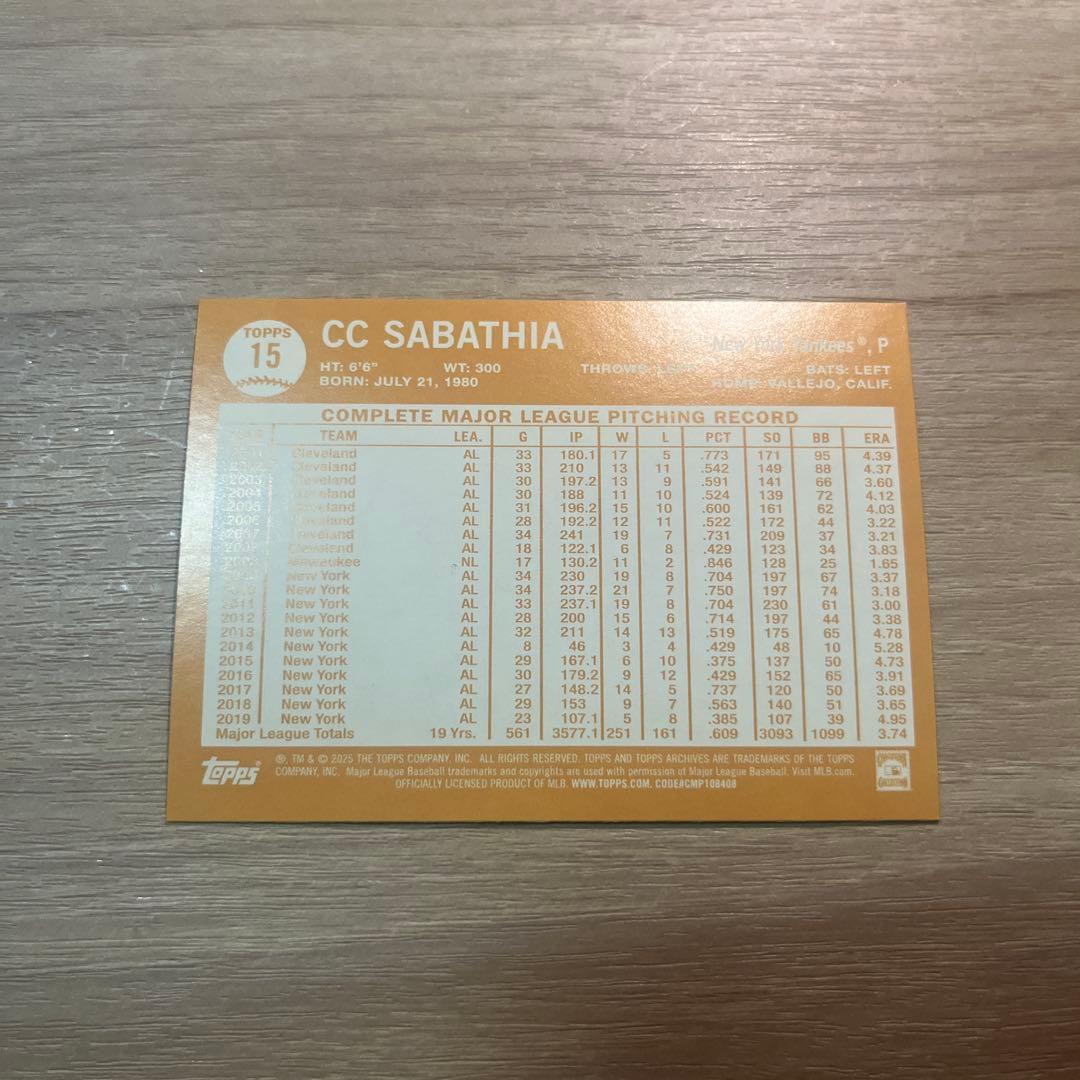 TOPPS
15
CC SABATHIA
New York Yankees®, P
HT: 6'6" WT: 300 THROWS: LEFT BATS: LEFT
BORN: JULY 21, 1980 HOME: VALLEJO, CALIF.
COMPLETE MAJOR LEAGUE PITCHING RECORD
TEAM LEA. G IP W L PCT SO BB ERA
Cleveland AL 33 180.1 17 5 .773 171 95 4.39
2002 Cleveland AL 33 210 13 11 .542 149 88 4.37
2003 Cleveland AL 30 197.2 13 9 .591 141 66 3.60
2004 Cleveland AL 30 188 11 10 .524 139 72 4.12
2005 Cleveland AL 31 196.2 15 10 .600 161 62 4.03
2006 Cleveland AL 28 192.2 12 11 .522 172 44 3.22
2007 Cleveland AL 34 241 19 7 .731 209 37 3.21
2008 Cleveland AL 18 122.1 6 8 .429 123 34 3.83
Milwaukee NL 17 130.2 11 2 .846 128 25 1.65
New York AL 34 230 19 8 .704 197 67 3.37
New York AL 34 237.2 21 7 .750 197 74 3.18
2011 New York AL 33 237.1 19 8 .704 230 61 3.00
2012 New York AL 28 200 15 6 .714 197 44 3.38
2013 New York AL 32 211 14 13 .519 175 65 4.78
2014 New York AL 8 46 3 4 .429 48 10 5.28
2015 New York AL 29 167.1 6 10 .375 137 50 4.73
2016 New York AL 30 179.2 9 12 .429 152 65 3.91
2017 New York AL 27 148.2 14 5 .737 120 50 3.69
2018 New York AL 29 153 9 7 .563 140 51 3.65
2019 New York AL 23 107.1 5 8 .385 107 39 4.95
Major League Totals 19 Yrs. 561 3577.1 251 161 .609 3093 1099 3.74
topps®
®, TM & © 2025 THE TOPPS COMPANY, INC. ALL RIGHTS RESERVED. TOPPS AND TOPPS ARCHIVES ARE TRADEMARKS OF THE TOPPS
COMPANY, INC. Major League Baseball trademarks and copyrights are used with permission of Major League Baseball. Visit MLB.com.
OFFICIALLY LICENSED PRODUCT OF MLB. WWW.TOPPS.COM. CODE#CMP108408